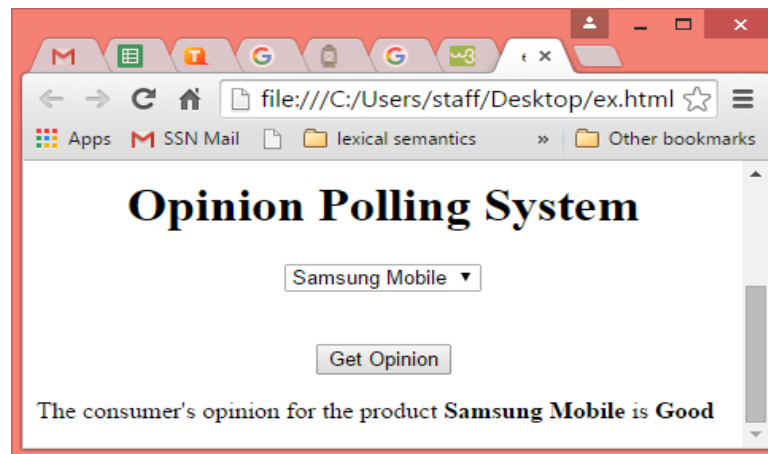 file:///C:/Users/staff/Desktop/ex.html
Apps SSN Mail lexical semantics » Other bookmarks
Opinion Polling System
Samsung Mobile
Get Opinion
The consumer's opinion for the product Samsung Mobile is Good